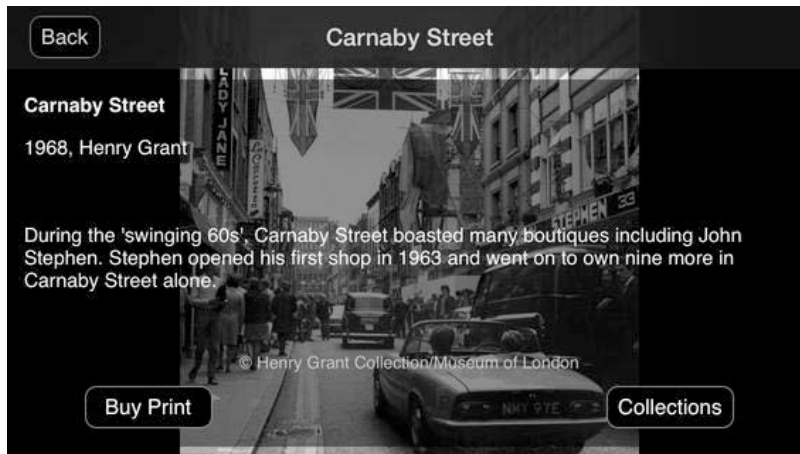 Back
Carnaby Street
Carnaby Street
1968, Henry Grant
LADY JANE
33
STEPHEN
During the 'swinging 60s', Carnaby Street boasted many boutiques including John
Stephen. Stephen opened his first shop in 1963 and went on to own nine more in
Carnaby Street alone.
© Henry Grant Collection/Museum of London
NMY 97E
Buy Print
Collections